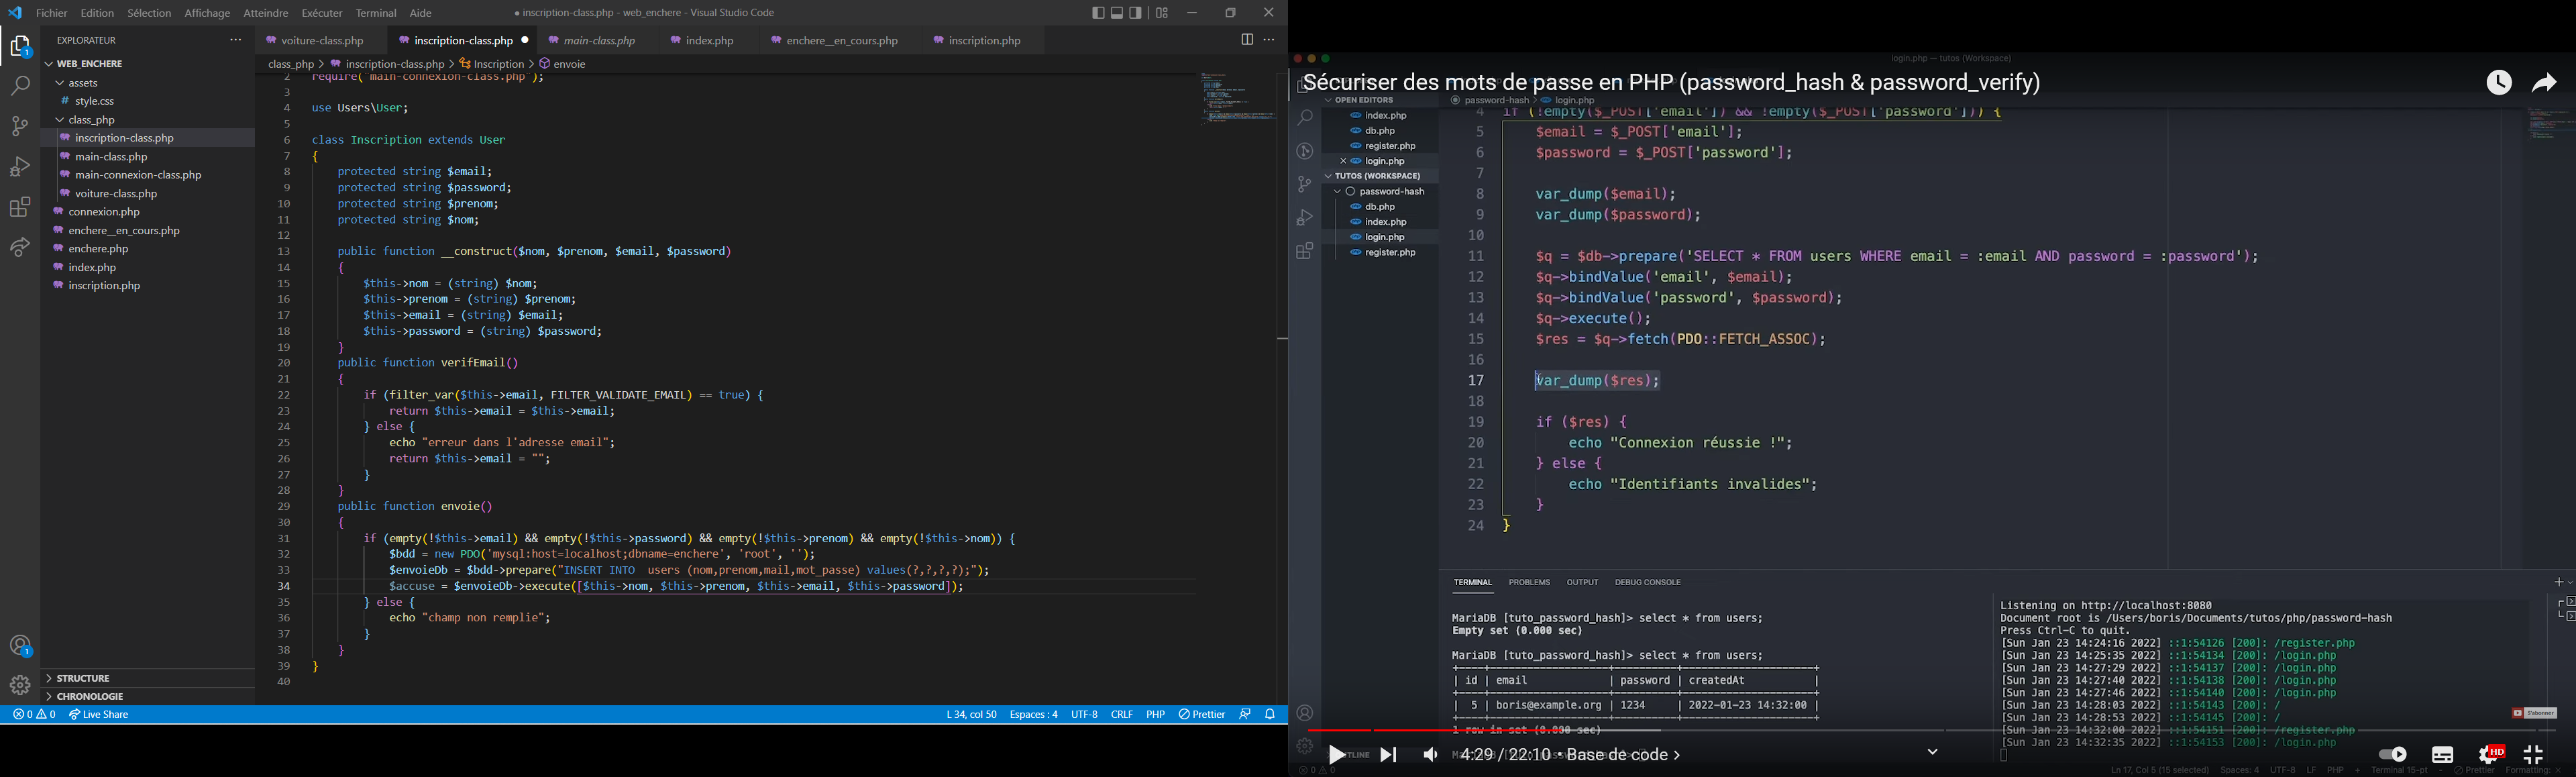 Fichier Edition Sélection Affichage Atteindre Exécuter Terminal Aide
● inscription-class.php - web_enchere - Visual Studio Code
EXPLORATEUR
WEB_ENCHERE
assets
# style.css
class_php
inscription-class.php
main-class.php
main-connexion-class.php
voiture-class.php
connexion.php
enchere__en_cours.php
enchere.php
index.php
inscription.php
STRUCTURE
CHRONOLOGIE
voiture-class.php inscription-class.php ● main-class.php index.php enchere__en_cours.php inscription.php
class_php > inscription-class.php > Inscription > envoie
2 require('main-connexion-class.php');
3
4 use Users\User;
5
6 class Inscription extends User
7 {
8 protected string $email;
9 protected string $password;
10 protected string $prenom;
11 protected string $nom;
12
13 public function __construct($nom, $prenom, $email, $password)
14 {
15 $this->nom = (string) $nom;
16 $this->prenom = (string) $prenom;
17 $this->email = (string) $email;
18 $this->password = (string) $password;
19 }
20 public function verifEmail()
21 {
22 if (filter_var($this->email, FILTER_VALIDATE_EMAIL) == true) {
23 return $this->email = $this->email;
24 } else {
25 echo "erreur dans l'adresse email";
26 return $this->email = "";
27 }
28 }
29 public function envoie()
30 {
31 if (empty(!$this->email) && empty(!$this->password) && empty(!$this->prenom) && empty(!$this->nom)) {
32 $bdd = new PDO('mysql:host=localhost;dbname=enchere', 'root', '');
33 $envoieDb = $bdd->prepare("INSERT INTO  users (nom,prenom,mail,mot_passe) values(?,?,?,?);");
34 $accuse = $envoieDb->execute([$this->nom, $this->prenom, $this->email, $this->password]);
35 } else {
36 echo "champ non remplie";
37 }
38 }
39 }
40
0 0 Live Share
L 34, col 50 Espaces : 4 UTF-8 CRLF PHP Prettier
login.php — tutos (Workspace)
Sécuriser des mots de passe en PHP (password_hash & password_verify)
OPEN EDITORS
index.php
db.php
register.php
login.php
TUTOS (WORKSPACE)
password-hash
db.php
index.php
login.php
register.php
password-hash > login.php
4 if (!empty($_POST['email']) && !empty($_POST['password'])) {
5 $email = $_POST['email'];
6 $password = $_POST['password'];
7
8 var_dump($email);
9 var_dump($password);
10
11 $q = $db->prepare('SELECT * FROM users WHERE email = :email AND password = :password');
12 $q->bindValue('email', $email);
13 $q->bindValue('password', $password);
14 $q->execute();
15 $res = $q->fetch(PDO::FETCH_ASSOC);
16
17 var_dump($res);
18
19 if ($res) {
20 echo "Connexion réussie !";
21 } else {
22 echo "Identifiants invalides";
23 }
24 }
TERMINAL PROBLEMS OUTPUT DEBUG CONSOLE
MariaDB [tuto_password_hash]> select * from users;
Empty set (0.000 sec)
MariaDB [tuto_password_hash]> select * from users;
| id | email | password | createdAt |
| 5 | boris@example.org | 1234 | 2022-01-23 14:32:00 |
1 row in set (0.000 sec)
Listening on http://localhost:8080
Document root is /Users/boris/Documents/tutos/php/password-hash
Press Ctrl-C to quit.
[Sun Jan 23 14:24:16 2022] ::1:54126 [200]: /register.php
[Sun Jan 23 14:25:35 2022] ::1:54134 [200]: /login.php
[Sun Jan 23 14:27:29 2022] ::1:54137 [200]: /login.php
[Sun Jan 23 14:27:40 2022] ::1:54138 [200]: /login.php
[Sun Jan 23 14:27:46 2022] ::1:54140 [200]: /login.php
[Sun Jan 23 14:28:03 2022] ::1:54143 [200]: /
[Sun Jan 23 14:28:53 2022] ::1:54145 [200]: /
[Sun Jan 23 14:32:00 2022] ::1:54151 [200]: /register.php
[Sun Jan 23 14:32:35 2022] ::1:54153 [200]: /login.php
S'abonner
4:09 / 22:10 • Base de code >
HD
Ln 17, Col 5 (15 selected) Spaces: 4 UTF-8 LF PHP Terminal 15-pt Prettier Formatting: